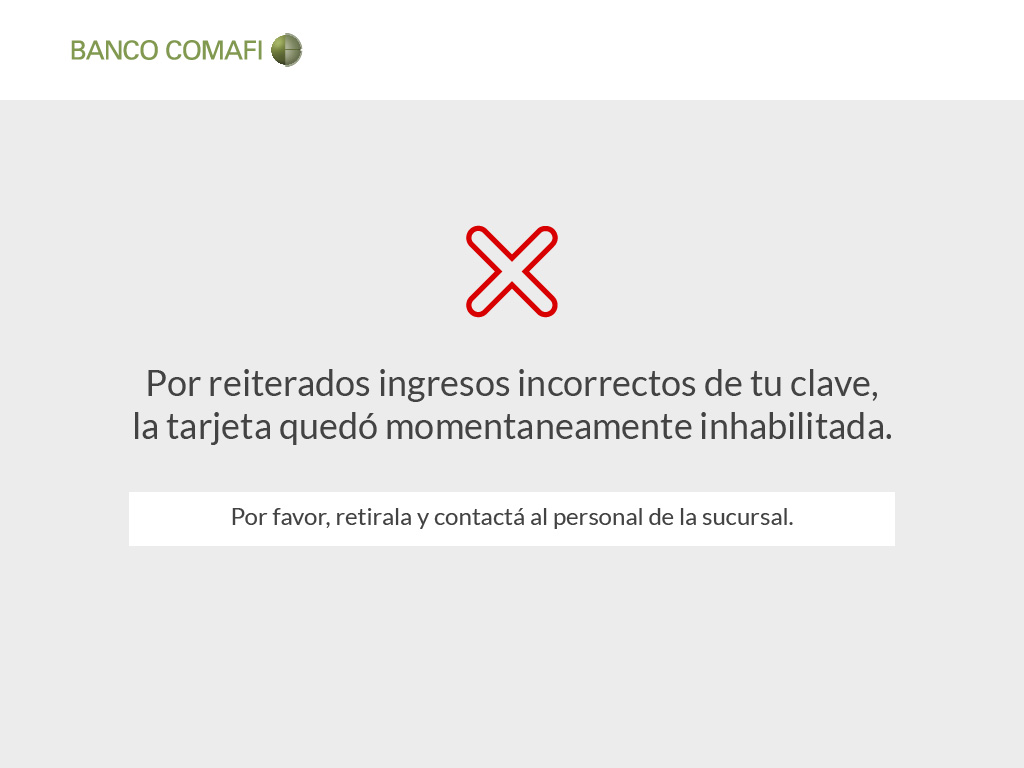 BANCO COMAFI
Por reiterados ingresos incorrectos de tu clave,
la tarjeta quedó momentaneamente inhabilitada.
Por favor, retirala y contactá al personal de la sucursal.